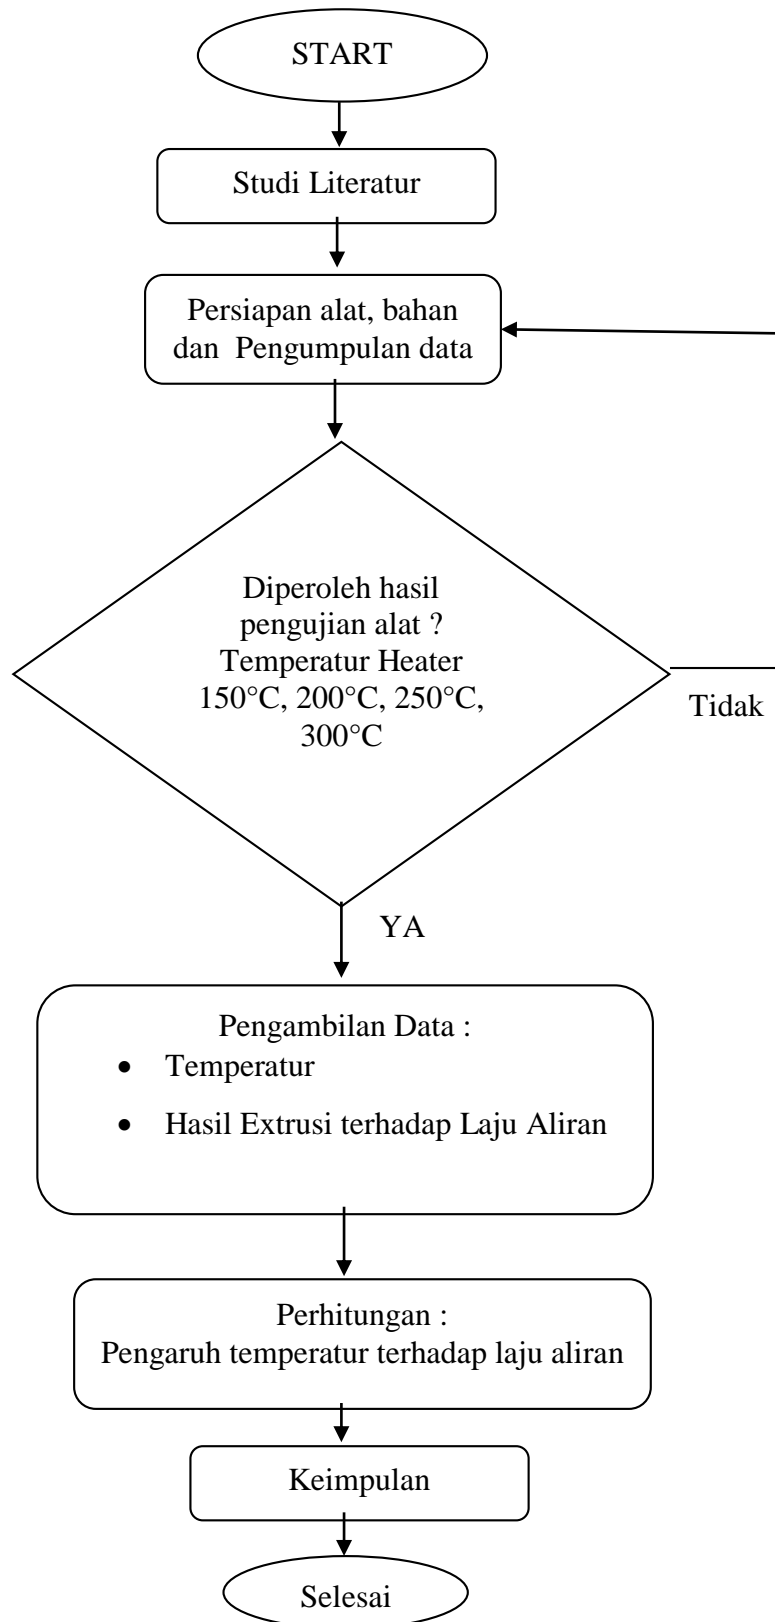 START
Studi Literatur
Persiapan alat, bahan
dan Pengumpulan data
Diperoleh hasil
pengujian alat ?
Temperatur Heater
150°C, 200°C, 250°C,
300°C
Tidak
YA
Pengambilan Data :
• Temperatur
• Hasil Extrusi terhadap Laju Aliran
Perhitungan :
Pengaruh temperatur terhadap laju aliran
Keimpulan
Selesai